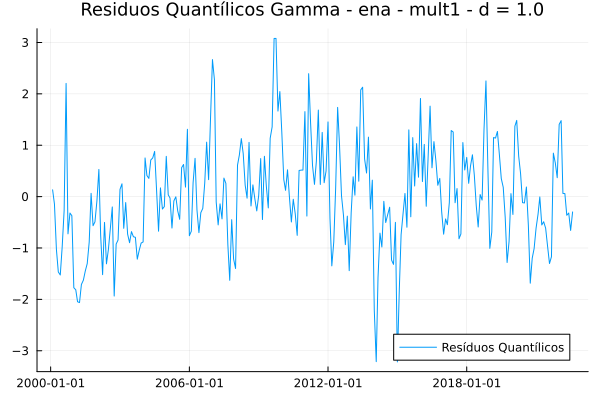 Residuos Quantílicos Gamma - ena - mult1 - d = 1.0
3
2
1
0
−1
−2
−3
Resíduos Quantílicos
2000-01-01 2006-01-01 2012-01-01 2018-01-01